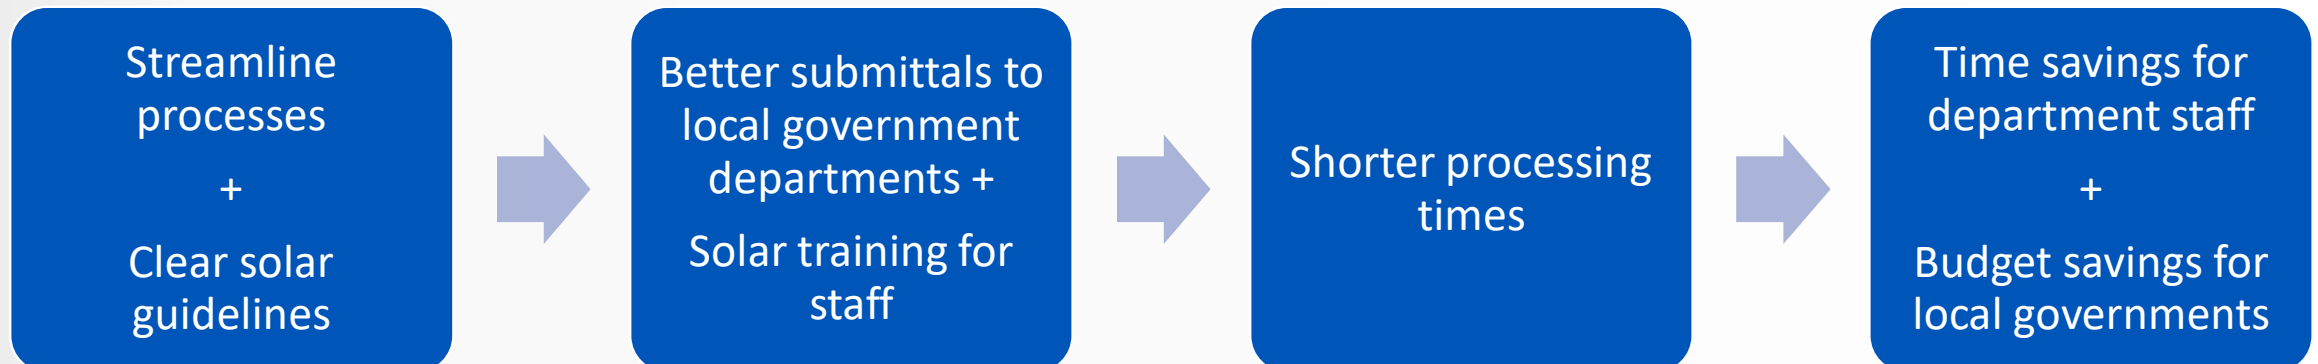 Streamline
processes
+
Clear solar
guidelines
Better submittals to
local government
departments +
Solar training for
staff
Shorter processing
times
Time savings for
department staff
+
Budget savings for
local governments